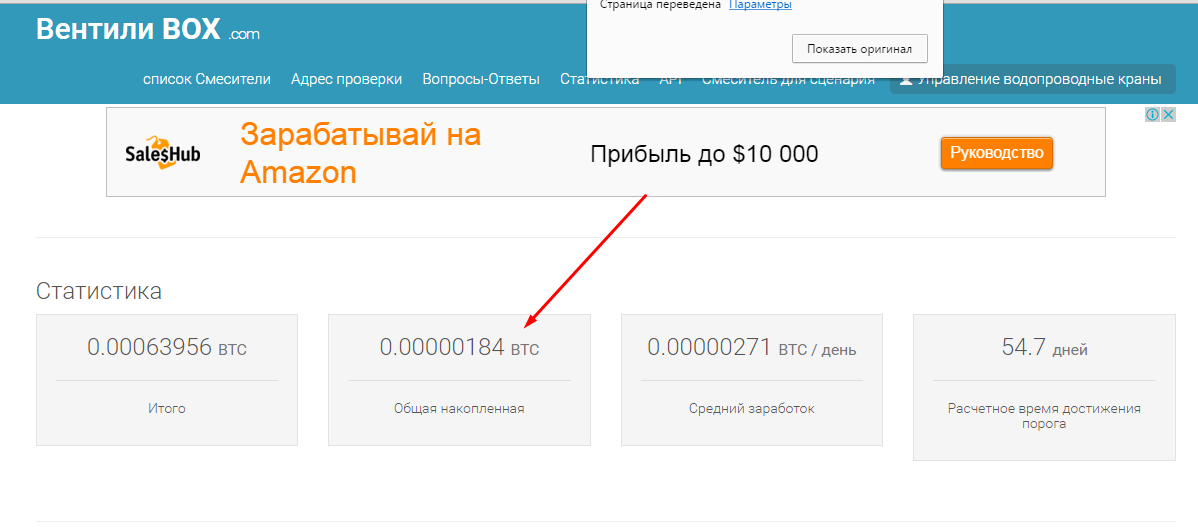 Страница переведена Параметры
Показать оригинал
Вентили BOX .com
список Смесители Адрес проверки Вопросы-Ответы Статистика API Смеситель для сценария Управление водопроводные краны
SalesHub
Зарабатывай на
Amazon
Прибыль до $10 000
Руководство
Статистика
0.00063956 BTC
Итого
0.00000184 BTC
Общая накопленная
0.00000271 BTC / день
Средний заработок
54.7 дней
Расчетное время достижения
порога